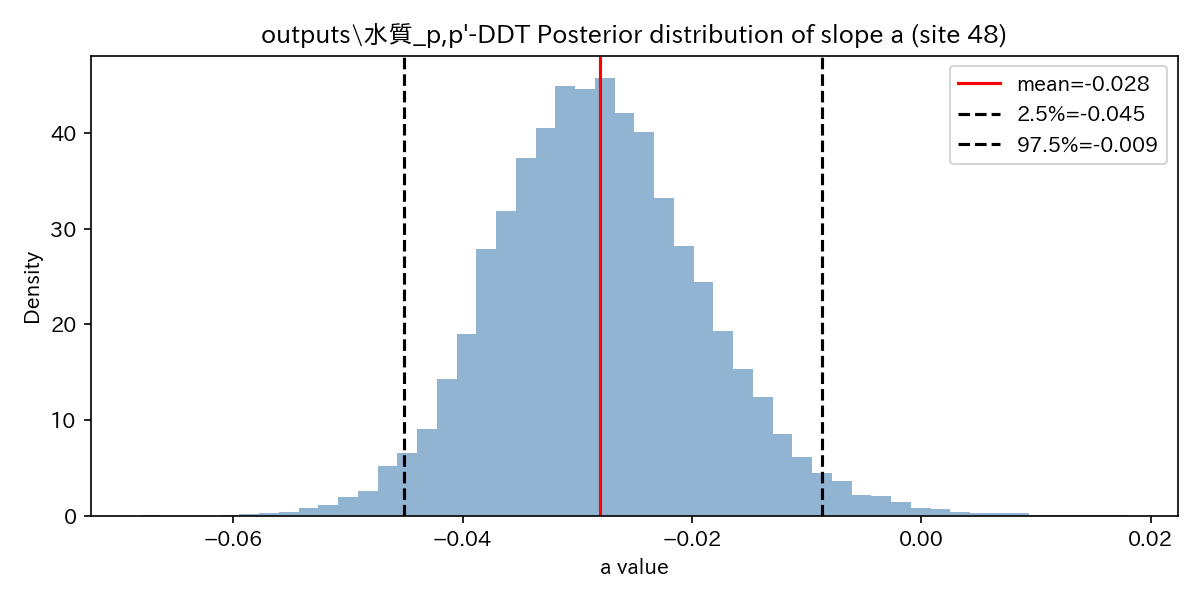 outputs\水質_p,p'-DDT Posterior distribution of slope a (site 48)
mean=-0.028
2.5%=-0.045
97.5%=-0.009
Density
40
30
20
10
0
−0.06 −0.04 −0.02 0.00 0.02
a value